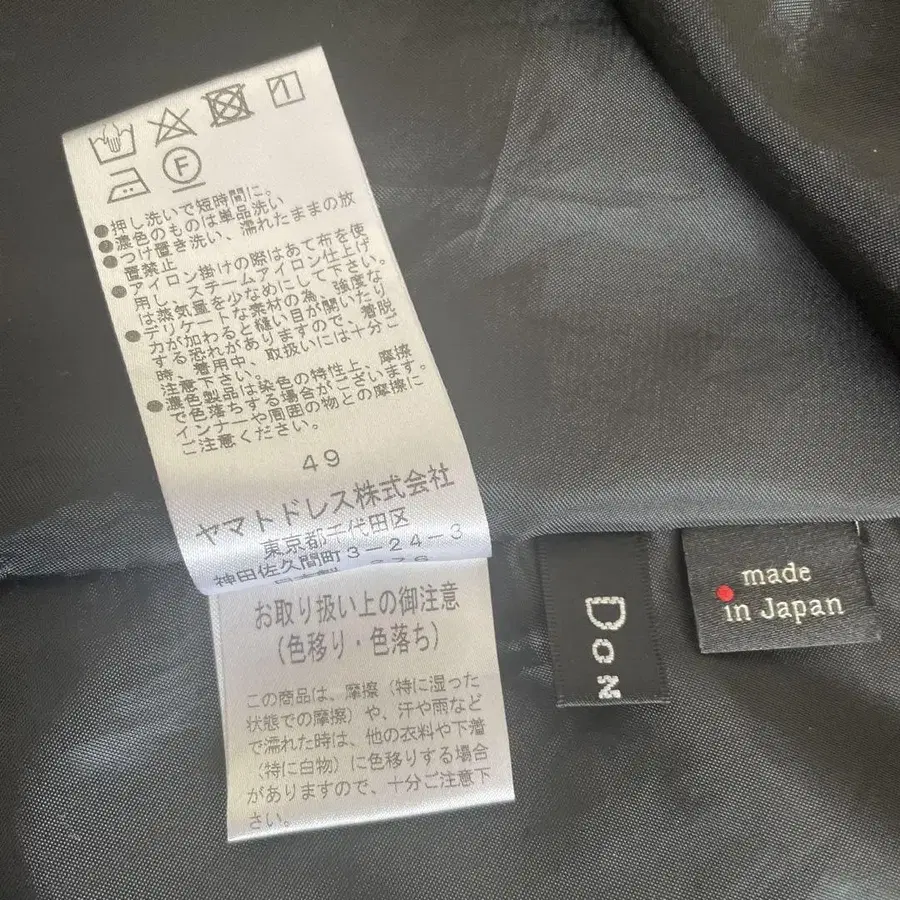 F
●押し洗いで短時間に。
●濃色のものは単品洗い
●つけ置き洗い、濡れたままの放
置禁止
●アイロン掛けの際はあて布を使
用し、スチームアイロン仕上げ
は蒸気量を少なめにして下さい。
●デリケートな素材の為、強度な
力が加わると縫い目が開いたり
する恐れがありますので、着脱
時、着用中、取扱いには十分ご
注意下さい。
●濃色製品は染色の特性上、摩擦
で色落ちする場合がございます。
インナーや周囲の物との摩擦に
ご注意ください。
49
ヤマトドレス株式会社
東京都千代田区
神田佐久間町3-24-3
お取り扱い上の御注意
(色移り・色落ち)
この商品は、摩擦(特に湿った
状態での摩擦)や、汗や雨など
で濡れた時は、他の衣料や下着
(特に白物)に色移りする場合
がありますので、十分ご注意下
さい。
DoN
made
in Japan